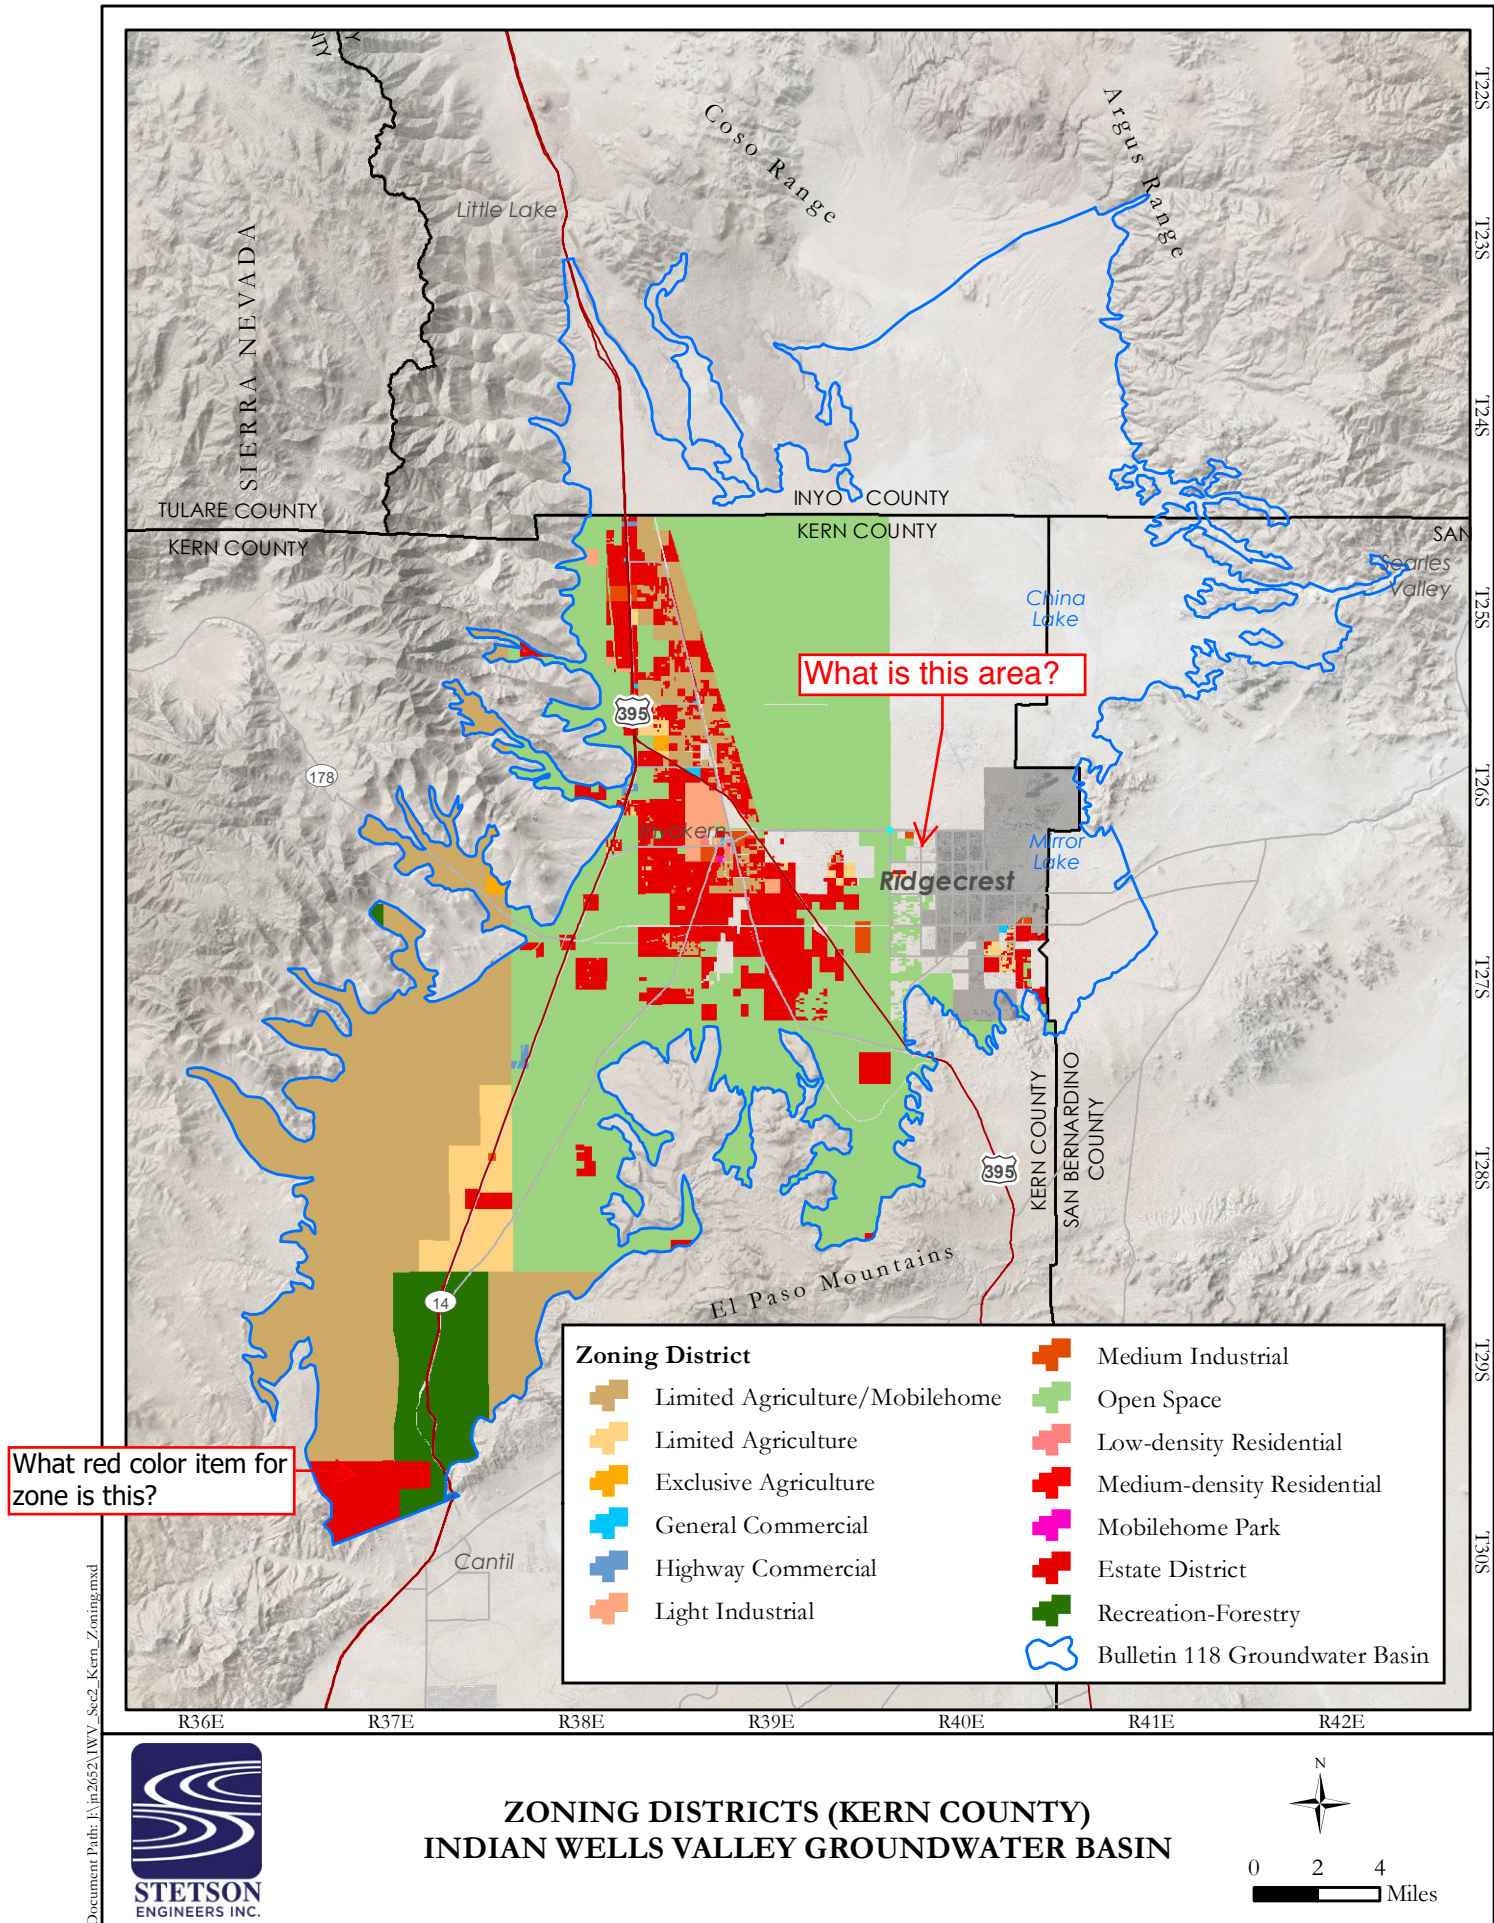 NTY
Y
Little Lake
Coso Range
Argus Range
T22S
T23S
T24S
T25S
T26S
T27S
T28S
T29S
T30S
SIERRA NEVADA
TULARE COUNTY
KERN COUNTY
INYO COUNTY
KERN COUNTY
SAN
Searles
Valley
China
Lake
What is this area?
395
178
Inyokern
Mirror
Lake
Ridgecrest
KERN COUNTY
SAN BERNARDINO
COUNTY
395
El Paso Mountains
14
What red color item for
zone is this?
Cantil
Zoning District
Limited Agriculture/Mobilehome
Limited Agriculture
Exclusive Agriculture
General Commercial
Highway Commercial
Light Industrial
Medium Industrial
Open Space
Low-density Residential
Medium-density Residential
Mobilehome Park
Estate District
Recreation-Forestry
Bulletin 118 Groundwater Basin
R36E
R37E
R38E
R39E
R40E
R41E
R42E
Document Path: J:\jn2652\IWV_Sec2_Kern_Zoning.mxd
STETSON
ENGINEERS INC.
ZONING DISTRICTS (KERN COUNTY)
INDIAN WELLS VALLEY GROUNDWATER BASIN
N
0 2 4
Miles